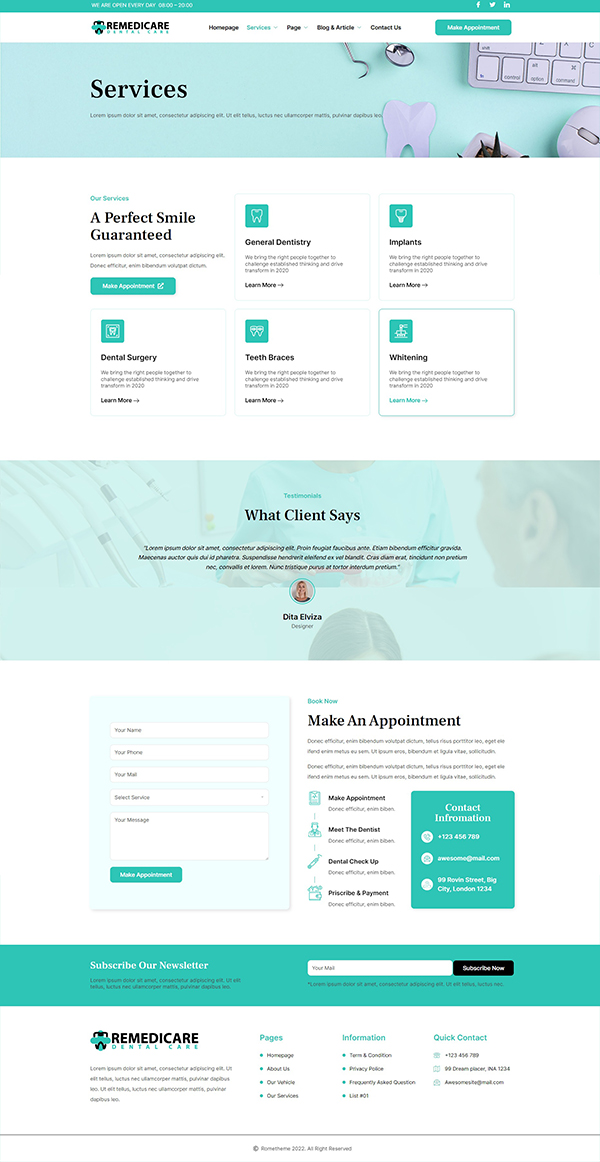 WE ARE OPEN EVERY DAY 08:00 – 20:00
REMEDICARE
DENTAL CARE
Homepage
Services
Page
Blog & Article
Contact Us
Make Appointment
control
option
command
Services
Lorem ipsum dolor sit amet, consectetur adipiscing elit. Ut elit tellus, luctus nec ullamcorper mattis, pulvinar dapibus leo.
Our Services
A Perfect Smile
Guaranteed
Lorem ipsum dolor sit amet, consectetur adipiscing elit.
Donec efficitur, enim bibendum volutpat dictum.
Make Appointment
General Dentistry
We bring the right people together to
challenge established thinking and drive
transform in 2020
Learn More
Implants
We bring the right people together to
challenge established thinking and drive
transform in 2020
Learn More
Dental Surgery
We bring the right people together to
challenge established thinking and drive
transform in 2020
Learn More
Teeth Braces
We bring the right people together to
challenge established thinking and drive
transform in 2020
Learn More
Whitening
We bring the right people together to
challenge established thinking and drive
transform in 2020
Learn More
Testimonials
What Client Says
"Lorem ipsum dolor sit amet, consectetur adipiscing elit. Proin feugiat faucibus ante. Etiam bibendum efficitur gravida.
Maecenas auctor quis dui id pharetra. Suspendisse hendrerit eleifend ex vel blandit. Cras diam erat, tincidunt non pretium
nec, convallis et lorem. Nunc tristique purus at tortor interdum pretium."
Dita Elviza
Designer
Your Name
Your Phone
Your Mail
Select Service
Your Message
Make Appointment
Book Now
Make An Appointment
Donec efficitur, enim bibendum volutpat dictum, tellus risus porttitor leo, eget ele
ifend enim metus eu sem. Ut ipsum eros, bibendum et ligula vitae, sollicitudin.
Donec efficitur, enim bibendum volutpat dictum, tellus risus porttitor leo, eget ele
ifend enim metus eu sem. Ut ipsum eros, bibendum et ligula vitae, sollicitudin.
Make Appointment
Donec efficitur, enim biben.
Meet The Dentist
Donec efficitur, enim biben.
Dental Check Up
Donec efficitur, enim biben.
Priscribe & Payment
Donec efficitur, enim biben.
Contact
Infromation
+123 456 789
awesome@mail.com
99 Rovin Street, Big
City, London 1234
Subscribe Our Newsletter
Lorem ipsum dolor sit amet, consectetur adipiscing elit. Ut elit
tellus, luctus nec ullamcorper mattis, pulvinar dapibus leo.
Your Mail
Subscribe Now
*Lorem ipsum dolor sit amet, consectetur adipiscing elit. Ut elit tellus, luctus nec.
REMEDICARE
DENTAL CARE
Lorem ipsum dolor sit amet, consectetur adipiscing elit. Ut elit
tellus, luctus nec ullamcorper mattis, pulvinar dapibus
leo. Ut elit tellus, luctus nec ullamcorper mattis, pulvinar
dapibus leo.
Pages
Homepage
About Us
Our Vehicle
Our Services
Information
Term & Condition
Privacy Police
Frequently Asked Question
List #01
Quick Contact
+123 456 789
99 Dream placer, INA 1234
Awesomesite@mail.com
© Rometheme 2022. All Right Reserved